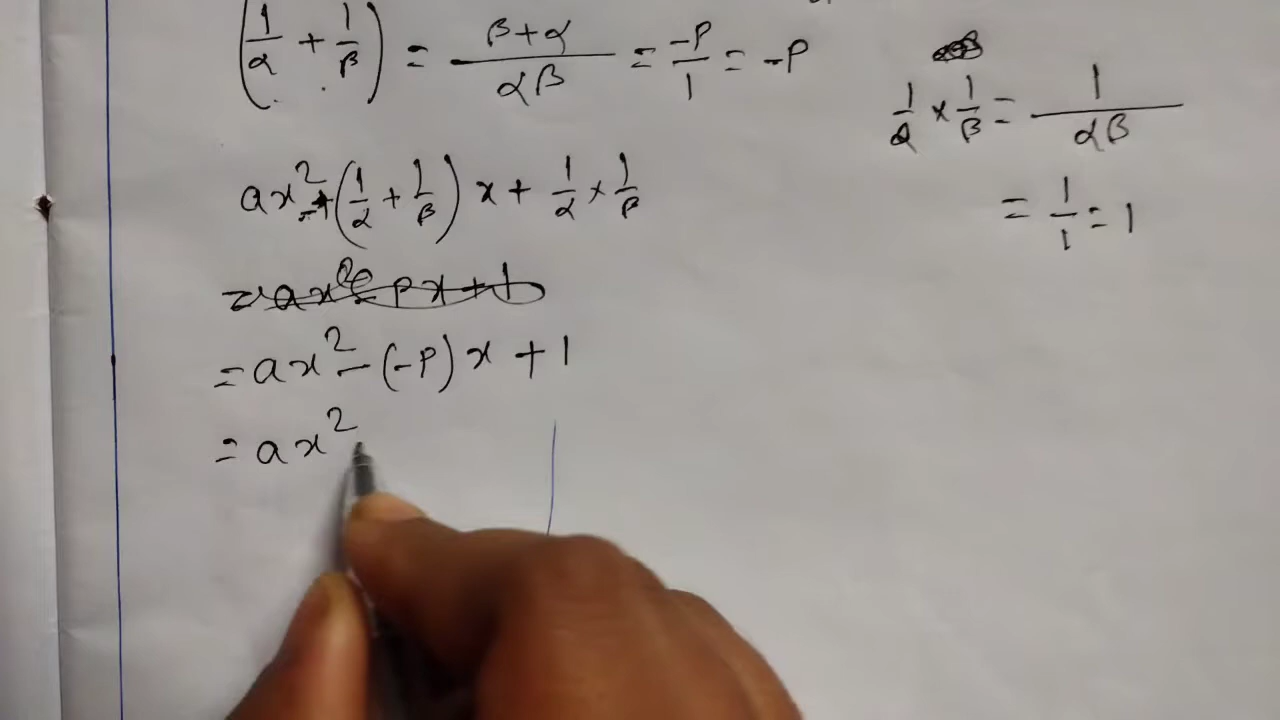 (1/α + 1/β) = β+α/αβ = -P/1 = -P
1/α × 1/β = 1/αβ
= 1/1 = 1
ax² - (1/α + 1/β) x + 1/α × 1/β
= ax² - (-P) x + 1
= ax²